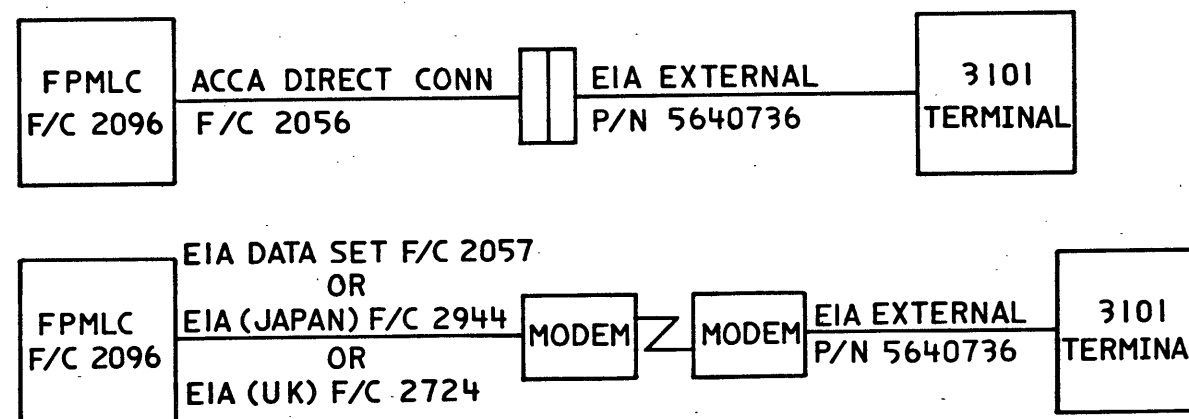 FPMLC
F/C 2096
ACCA DIRECT CONN
F/C 2056
EIA EXTERNAL
P/N 5640736
3101
TERMINAL
FPMLC
F/C 2096
EIA DATA SET F/C 2057
OR
EIA (JAPAN) F/C 2944
OR
EIA (UK) F/C 2724
MODEM
MODEM
EIA EXTERNAL
P/N 5640736
3101
TERMINA